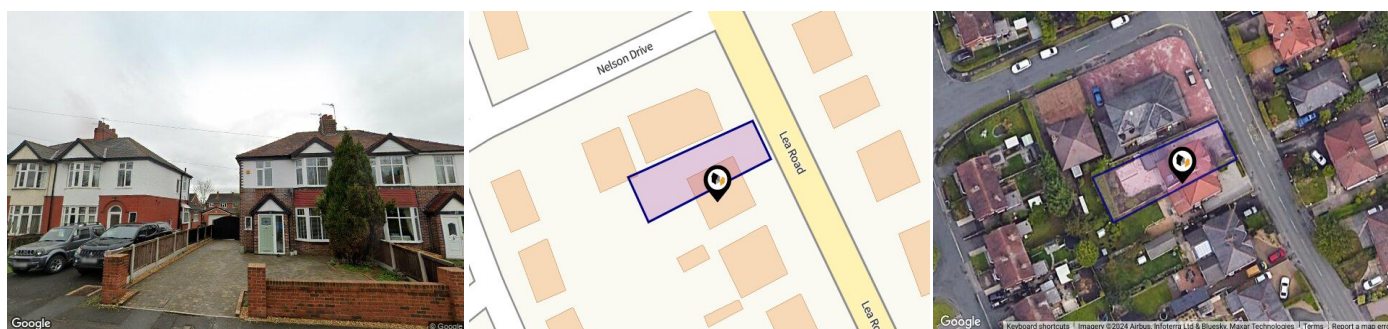 Google
© Google
Nelson Drive
Lea Road
Lea Ro
Google
Keyboard shortcuts
Imagery ©2024 Airbus, Infoterra Ltd & Bluesky, Maxar Technologies
Terms
Report a map er